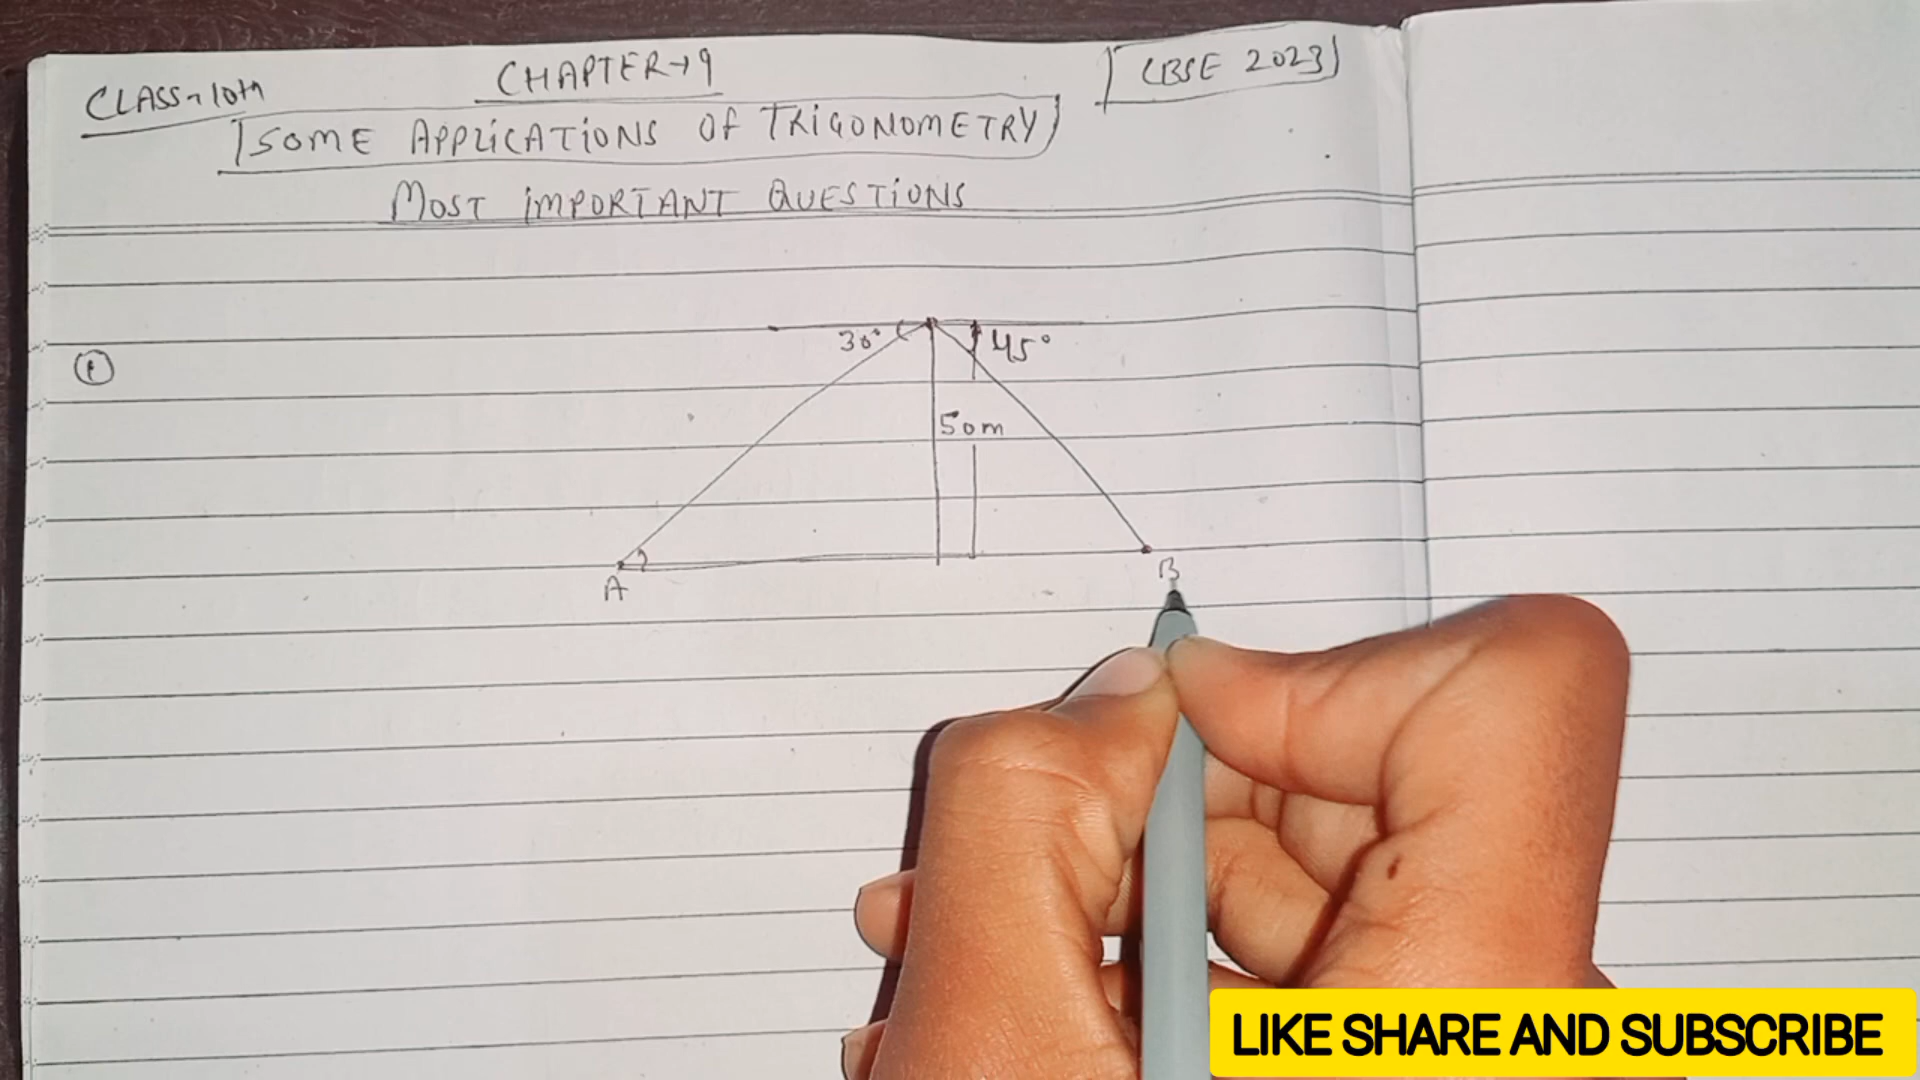 CLASS→10th
CHAPTER→9
CBSE 2023
SOME APPLICATIONS OF TRIGONOMETRY
MOST IMPORTANT QUESTIONS
1
30°
45°
50m
A
B
LIKE SHARE AND SUBSCRIBE